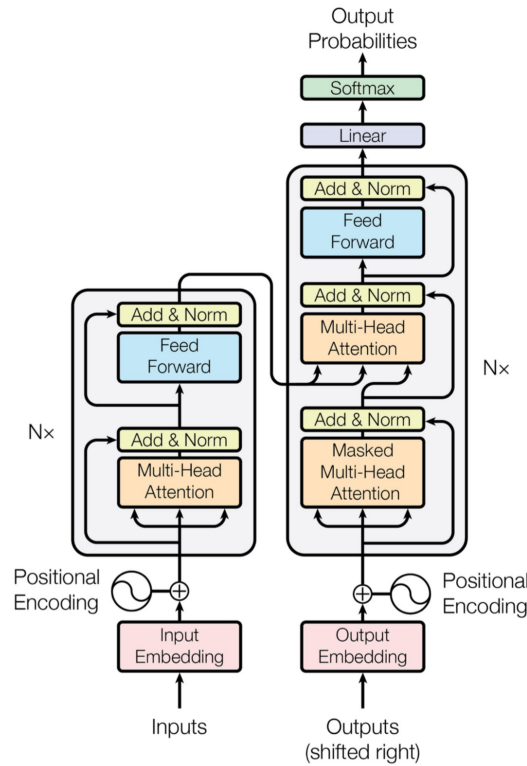 Output
Probabilities
Softmax
Linear
Add & Norm
Feed
Forward
Add & Norm
Multi-Head
Attention
Add & Norm
Masked
Multi-Head
Attention
N×
Add & Norm
Feed
Forward
Add & Norm
Multi-Head
Attention
N×
Positional
Encoding
Positional
Encoding
Input
Embedding
Output
Embedding
Inputs
Outputs
(shifted right)